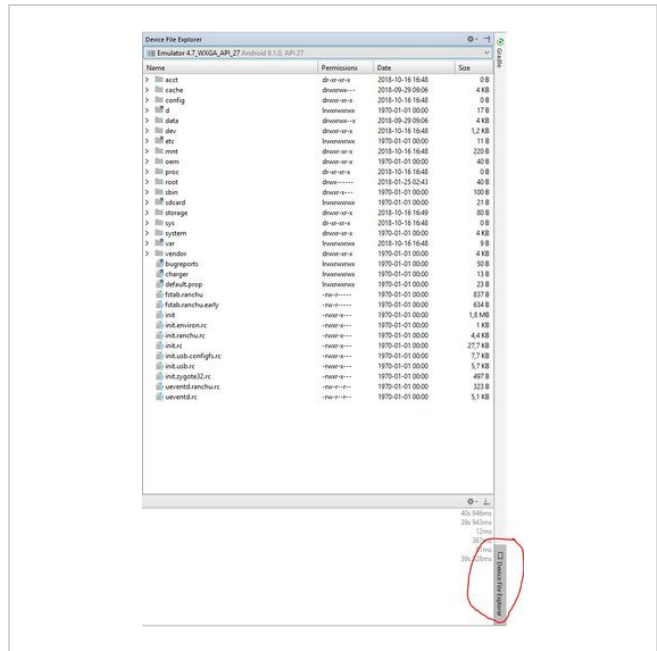 Device File Explorer
Gradle
Emulator 4.7_WXGA_API_27 Android 8.1.0, API 27
Name Permissions Date Size
acct dr-xr-xr-x 2018-10-16 16:48 0 B
cache drwxrwx--- 2018-09-29 09:06 4 KB
config drwxr-xr-x 2018-10-16 16:48 0 B
d lrwxrwxrwx 1970-01-01 00:00 17 B
data drwxrwx--x 2018-09-29 09:06 4 KB
dev drwxr-xr-x 2018-10-16 16:48 1,2 KB
etc lrwxrwxrwx 1970-01-01 00:00 11 B
mnt drwxr-xr-x 2018-10-16 16:48 220 B
oem drwxr-xr-x 1970-01-01 00:00 40 B
proc dr-xr-xr-x 2018-10-16 16:48 0 B
root drwx------ 2018-01-25 02:43 40 B
sbin drwxr-x--- 1970-01-01 00:00 100 B
sdcard lrwxrwxrwx 1970-01-01 00:00 21 B
storage drwxr-xr-x 2018-10-16 16:49 80 B
sys dr-xr-xr-x 2018-10-16 16:48 0 B
system drwxr-xr-x 1970-01-01 00:00 4 KB
var lrwxrwxrwx 2018-10-16 16:48 9 B
vendor drwxr-xr-x 1970-01-01 00:00 4 KB
bugreports lrwxrwxrwx 1970-01-01 00:00 50 B
charger lrwxrwxrwx 1970-01-01 00:00 13 B
default.prop lrwxrwxrwx 1970-01-01 00:00 23 B
fstab.ranchu -rw-r----- 1970-01-01 00:00 837 B
fstab.ranchu.early -rw-r----- 1970-01-01 00:00 634 B
init -rwxr-x--- 1970-01-01 00:00 1,8 MB
init.environ.rc -rwxr-x--- 1970-01-01 00:00 1 KB
init.ranchu.rc -rwxr-x--- 1970-01-01 00:00 4,4 KB
init.rc -rwxr-x--- 1970-01-01 00:00 27,7 KB
init.usb.configfs.rc -rwxr-x--- 1970-01-01 00:00 7,7 KB
init.usb.rc -rwxr-x--- 1970-01-01 00:00 5,7 KB
init.zygote32.rc -rwxr-x--- 1970-01-01 00:00 497 B
ueventd.ranchu.rc -rw-r--r-- 1970-01-01 00:00 323 B
ueventd.rc -rw-r--r-- 1970-01-01 00:00 5,1 KB
40s 946ms
39s 943ms
12ms
Device File Explorer